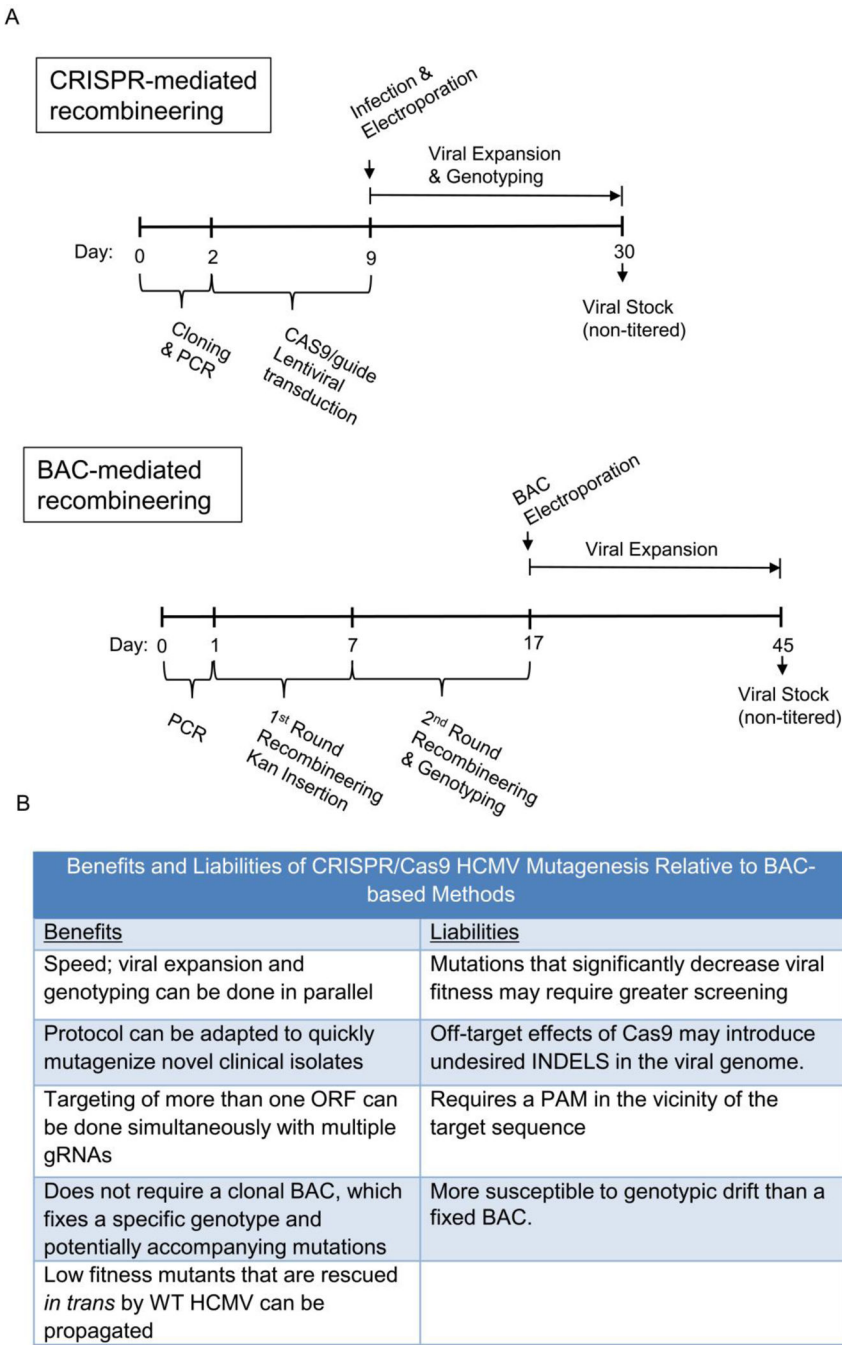 A
CRISPR-mediated
recombineering
Infection &
Electroporation
Viral Expansion
& Genotyping
Day: 0 2 9 30
Cloning
& PCR
CAS9/guide
Lentiviral
transduction
Viral Stock
(non-titered)
BAC-mediated
recombineering
BAC
Electroporation
Viral Expansion
Day: 0 1 7 17 45
PCR
1st Round
Recombineering
Kan Insertion
2nd Round
Recombineering
& Genotyping
Viral Stock
(non-titered)
B
Benefits and Liabilities of CRISPR/Cas9 HCMV Mutagenesis Relative to BAC-
based Methods
Benefits
Liabilities
Speed; viral expansion and
genotyping can be done in parallel
Mutations that significantly decrease viral
fitness may require greater screening
Protocol can be adapted to quickly
mutagenize novel clinical isolates
Off-target effects of Cas9 may introduce
undesired INDELS in the viral genome.
Targeting of more than one ORF can
be done simultaneously with multiple
gRNAs
Requires a PAM in the vicinity of the
target sequence
Does not require a clonal BAC, which
fixes a specific genotype and
potentially accompanying mutations
More susceptible to genotypic drift than a
fixed BAC.
Low fitness mutants that are rescued
in trans by WT HCMV can be
propagated